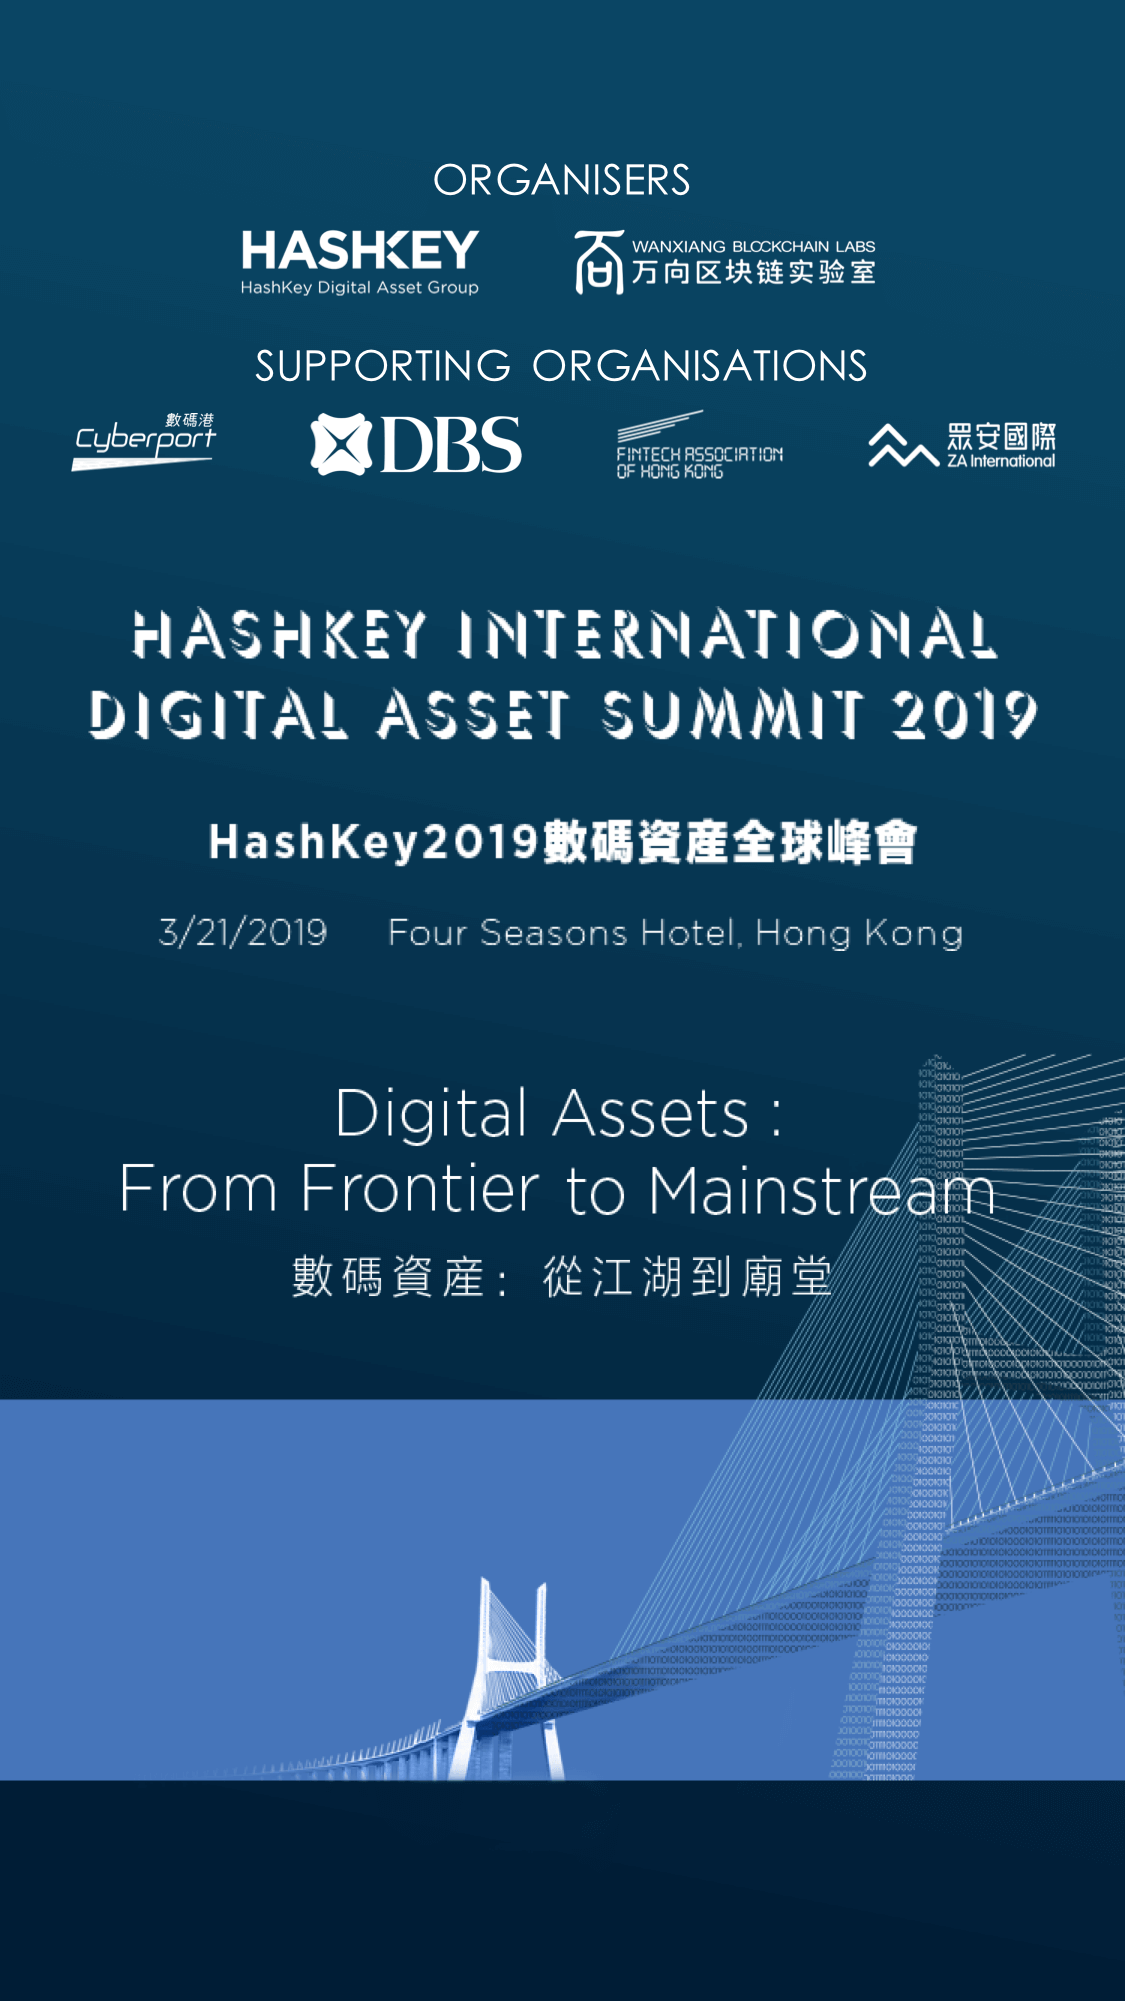 ORGANISERS
HASHKEY
HashKey Digital Asset Group
WANXIANG BLOCKCHAIN LABS
万向区块链实验室
SUPPORTING ORGANISATIONS
數碼港
Cyberport
DBS
FINTECH ASSOCIATION
OF HONG KONG
眾安國際
ZA International
HASHKEY INTERNATIONAL
DIGITAL ASSET SUMMIT 2019
HashKey2019數碼資產全球峰會
3/21/2019 Four Seasons Hotel, Hong Kong
Digital Assets :
From Frontier to Mainstream
數碼資產：從江湖到廟堂